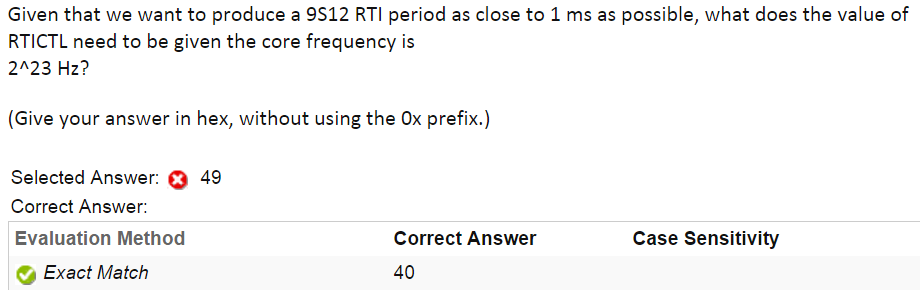 Given that we want to produce a 9S12 RTI period as close to 1 ms as possible, what does the value of
RTICTL need to be given the core frequency is
2^23 Hz?
(Give your answer in hex, without using the 0x prefix.)
Selected Answer: 49
Correct Answer:
Evaluation Method Correct Answer Case Sensitivity
Exact Match 40